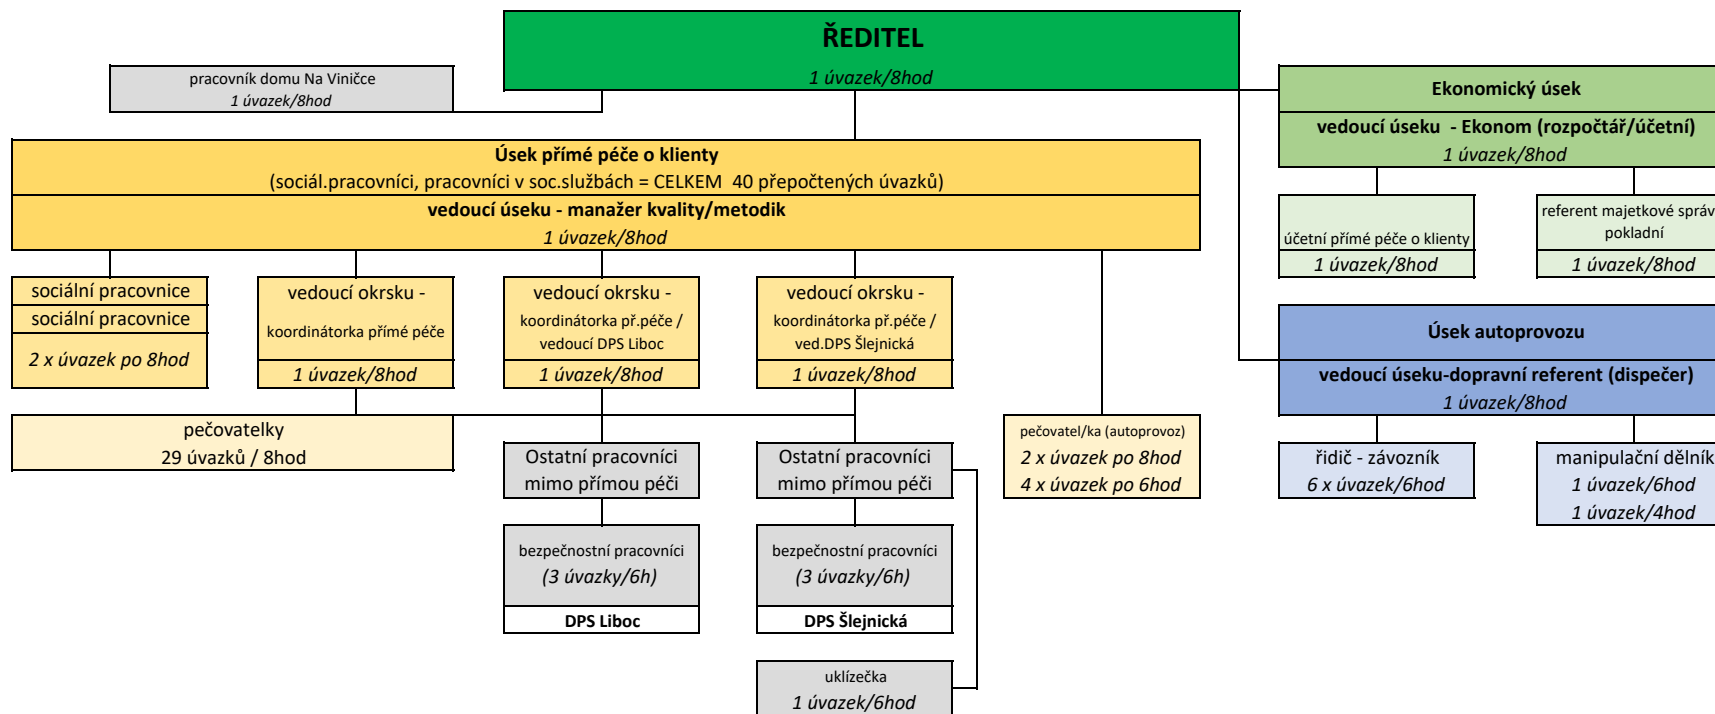 ŘEDITEL
1 úvazek/8hod
pracovník domu Na Viničce
1 úvazek/8hod
Ekonomický úsek
vedoucí úseku - Ekonom (rozpočtář/účetní)
1 úvazek/8hod
účetní přímé péče o klienty
1 úvazek/8hod
referent majetkové správ
pokladní
1 úvazek/8hod
Úsek přímé péče o klienty
(sociál.pracovníci, pracovníci v soc.službách = CELKEM 40 přepočtených úvazků)
vedoucí úseku - manažer kvality/metodik
1 úvazek/8hod
sociální pracovnice
sociální pracovnice
2 x úvazek po 8hod
vedoucí okrsku -
koordinátorka přímé péče
1 úvazek/8hod
vedoucí okrsku -
koordinátorka př.péče /
vedoucí DPS Liboc
1 úvazek/8hod
vedoucí okrsku -
koordinátorka př.péče /
ved.DPS Šlejnická
1 úvazek/8hod
Úsek autoprovozu
vedoucí úseku-dopravní referent (dispečer)
1 úvazek/8hod
pečovatelky
29 úvazků / 8hod
Ostatní pracovníci
mimo přímou péči
Ostatní pracovníci
mimo přímou péči
pečovatel/ka (autoprovoz)
2 x úvazek po 8hod
4 x úvazek po 6hod
řidič - závozník
6 x úvazek/6hod
manipulační dělník
1 úvazek/6hod
1 úvazek/4hod
bezpečnostní pracovníci
(3 úvazky/6h)
DPS Liboc
bezpečnostní pracovníci
(3 úvazky/6h)
DPS Šlejnická
uklízečka
1 úvazek/6hod